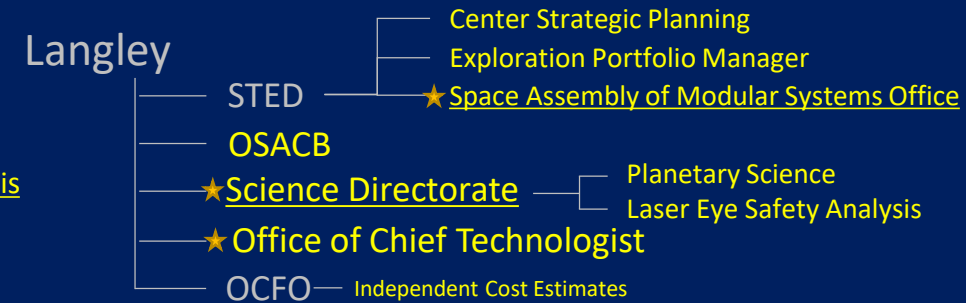 Langley
Center Strategic Planning
Exploration Portfolio Manager
STED
Space Assembly of Modular Systems Office
OSACB
is
Science Directorate
Planetary Science
Laser Eye Safety Analysis
Office of Chief Technologist
OCFO
Independent Cost Estimates